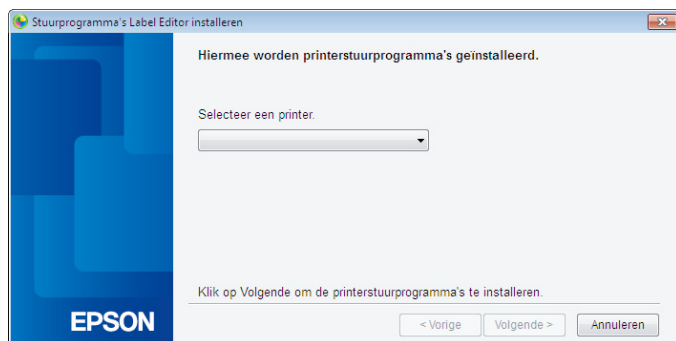 Stuurprogramma's Label Editor installeren
Hiermee worden printerstuurprogramma's geïnstalleerd.
Selecteer een printer.
Klik op Volgende om de printerstuurprogramma's te installeren.
EPSON
< Vorige
Volgende >
Annuleren